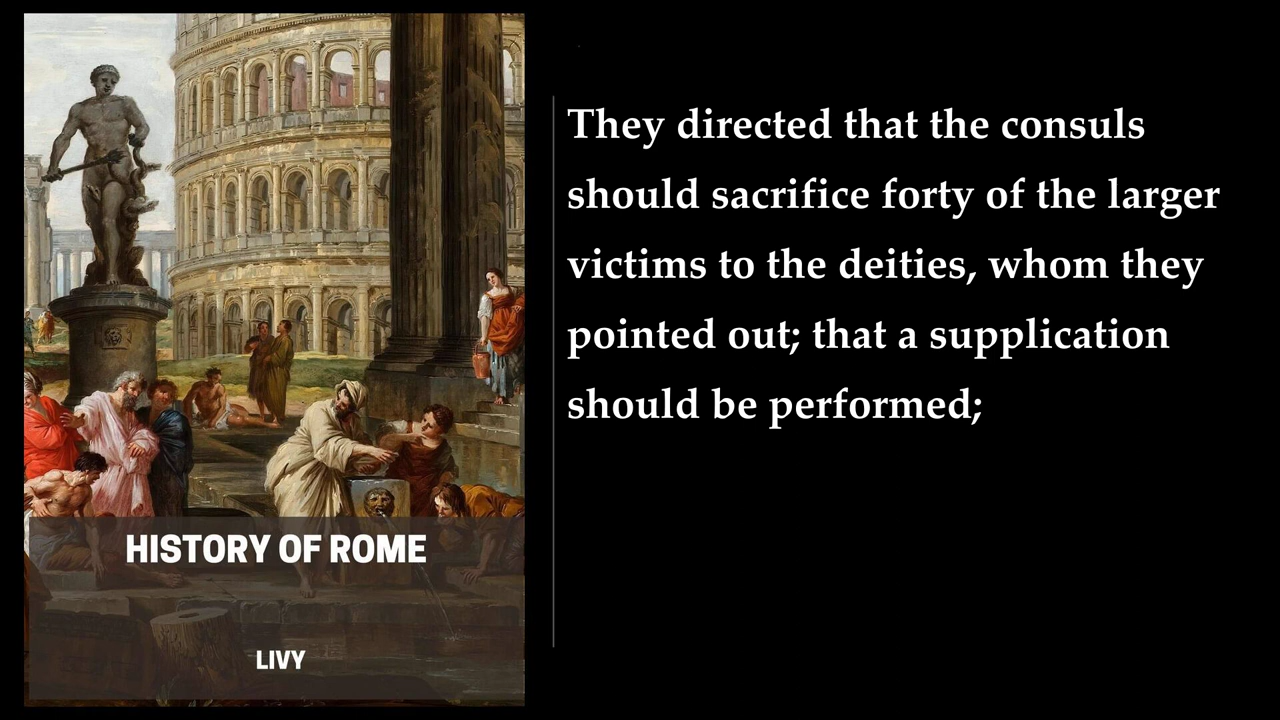 They directed that the consuls
should sacrifice forty of the larger
victims to the deities, whom they
pointed out; that a supplication
should be performed;
HISTORY OF ROME
LIVY